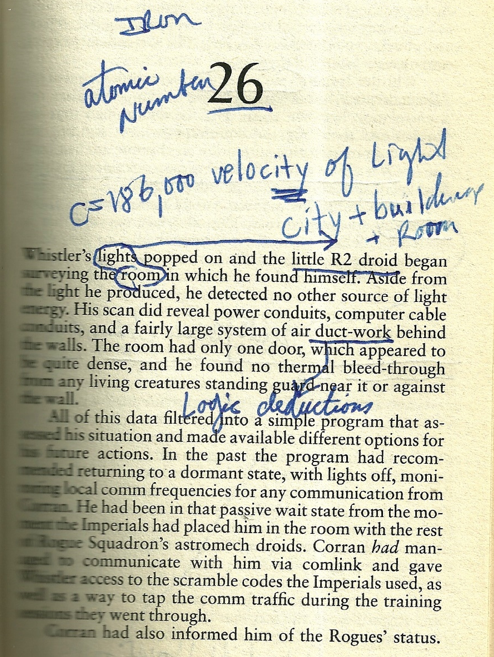 Iron
atomic
Number 26
C=186,000 velocity of Light
city + building
+ Room
Whistler's lights popped on and the little R2 droid began
surveying the room in which he found himself. Aside from
the light he produced, he detected no other source of light
energy. His scan did reveal power conduits, computer cable
conduits, and a fairly large system of air duct-work behind
the walls. The room had only one door, which appeared to
be quite dense, and he found no thermal bleed-through
from any living creatures standing guard near it or against
the wall.
Logic deductions
All of this data filtered into a simple program that as-
sessed his situation and made available different options for
his future actions. In the past the program had recom-
mended returning to a dormant state, with lights off, moni-
toring local comm frequencies for any communication from
Corran. He had been in that passive wait state from the mo-
ment the Imperials had placed him in the room with the rest
of Rogue Squadron's astromech droids. Corran had man-
aged to communicate with him via comlink and gave
Whistler access to the scramble codes the Imperials used, as
well as a way to tap the comm traffic during the training
sessions they went through.
Corran had also informed him of the Rogues' status.